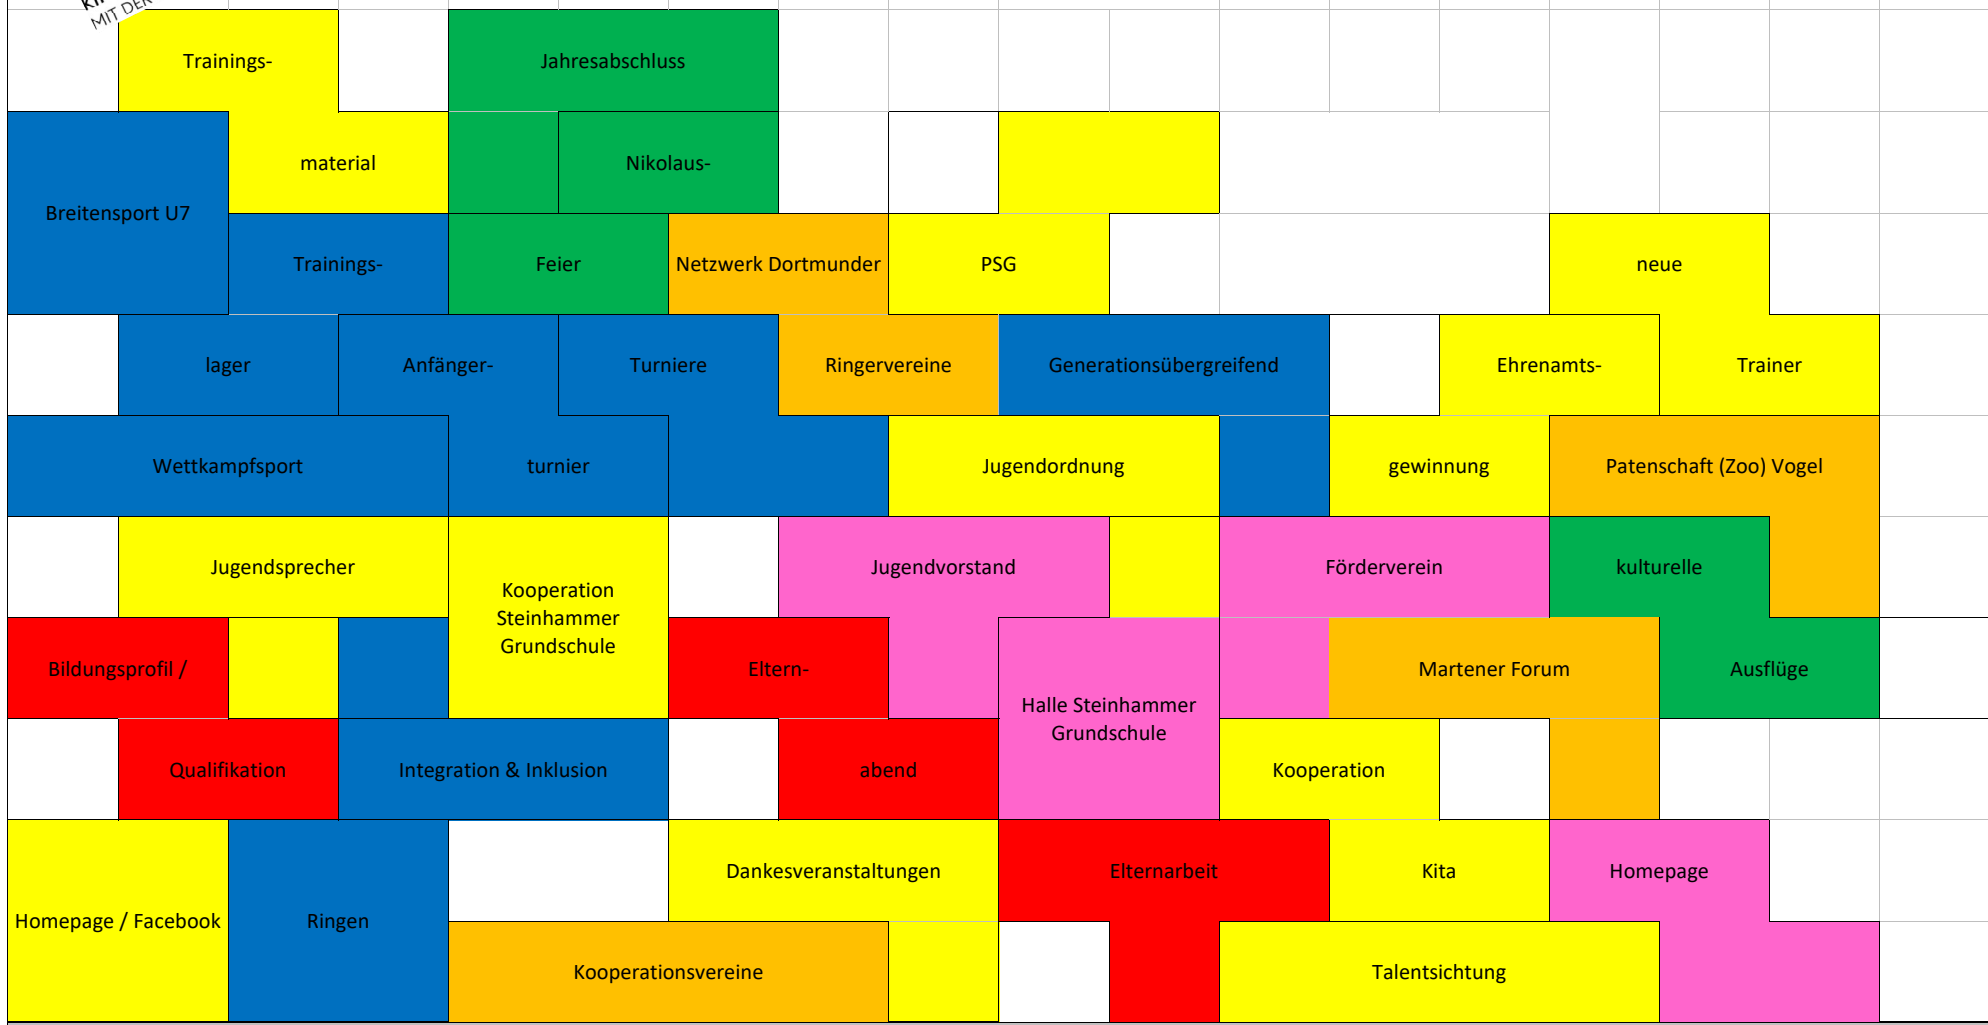 MIT DER
Trainings-
Jahresabschluss
material
Nikolaus-
Breitensport U7
Trainings-
Feier
Netzwerk Dortmunder
PSG
neue
lager
Anfänger-
Turniere
Ringervereine
Generationsübergreifend
Ehrenamts-
Trainer
Wettkampfsport
turnier
Jugendordnung
gewinnung
Patenschaft (Zoo) Vogel
Jugendsprecher
Kooperation
Steinhammer
Grundschule
Jugendvorstand
Förderverein
kulturelle
Bildungsprofil /
Eltern-
Halle Steinhammer
Grundschule
Martener Forum
Ausflüge
Qualifikation
Integration & Inklusion
abend
Kooperation
Homepage / Facebook
Ringen
Dankesveranstaltungen
Elternarbeit
Kita
Homepage
Kooperationsvereine
Talentsichtung